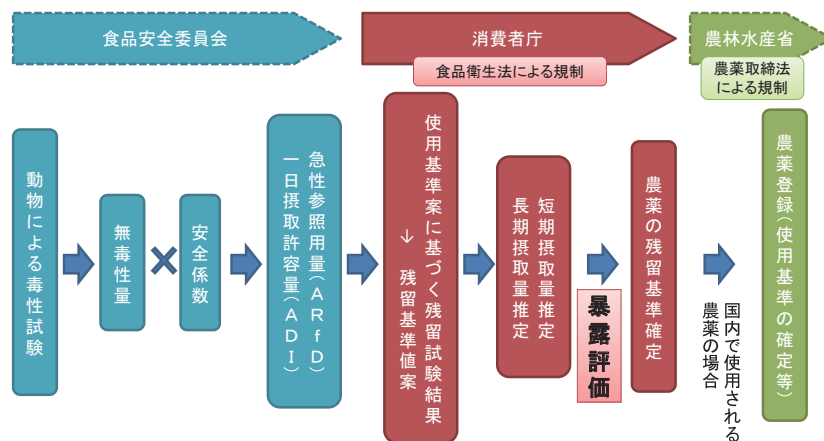 食品安全委員会
消費者庁
農林水産省
食品衛生法による規制
農薬取締法
による規制
動物による毒性試験
無毒性量
×
安全係数
急性参照用量(ARfD)
一日摂取許容量(ADI)
使用基準案に基づく残留試験結果
↓ 残留基準値案
短期摂取量推定
長期摂取量推定
暴露評価
農薬の残留基準確定
国内で使用される
農薬の場合
農薬登録(使用基準の確定等)